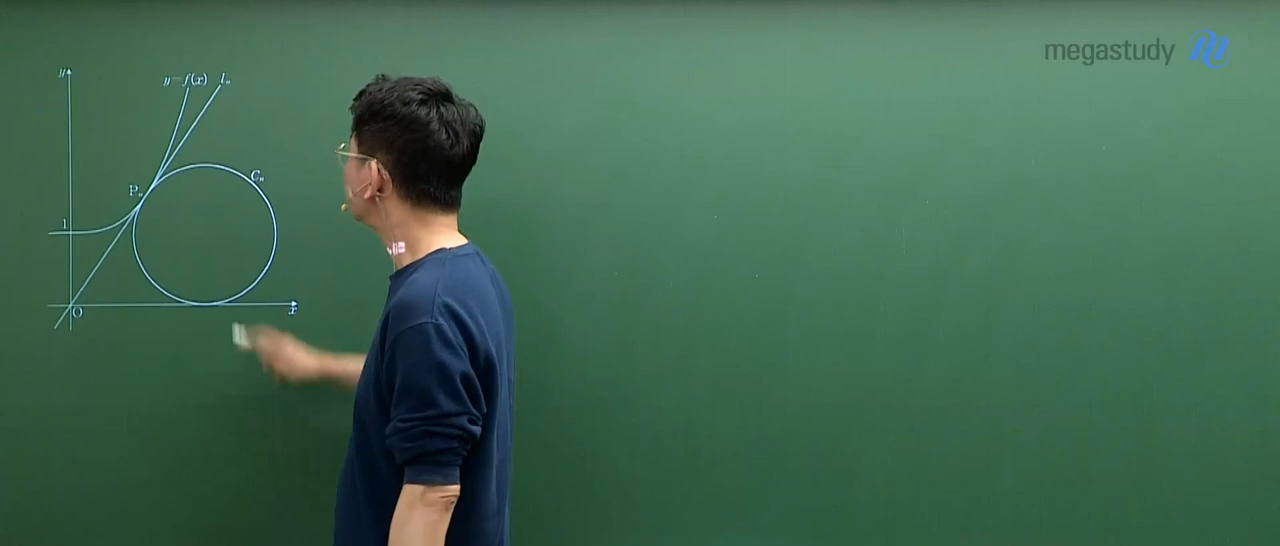 megastudy
y
y=f(x) lₙ
Pₙ
Cₙ
1
O
x